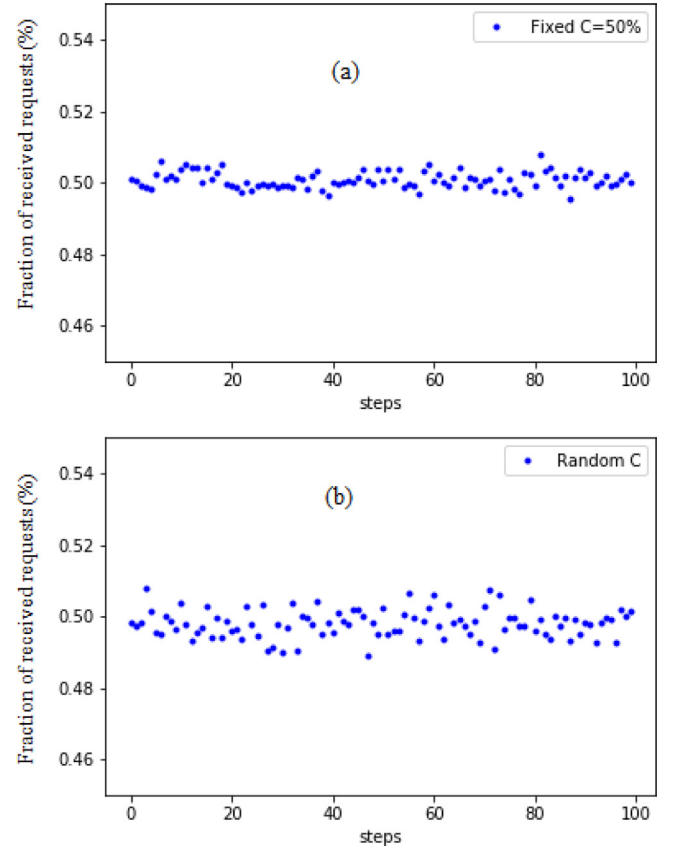 0.54
0.52
0.50
0.48
0.46
Fraction of received requests (%)
Fixed C=50%
(a)
0
20
40
60
80
100
steps
0.54
0.52
0.50
0.48
0.46
Fraction of received requests (%)
Random C
(b)
0
20
40
60
80
100
steps